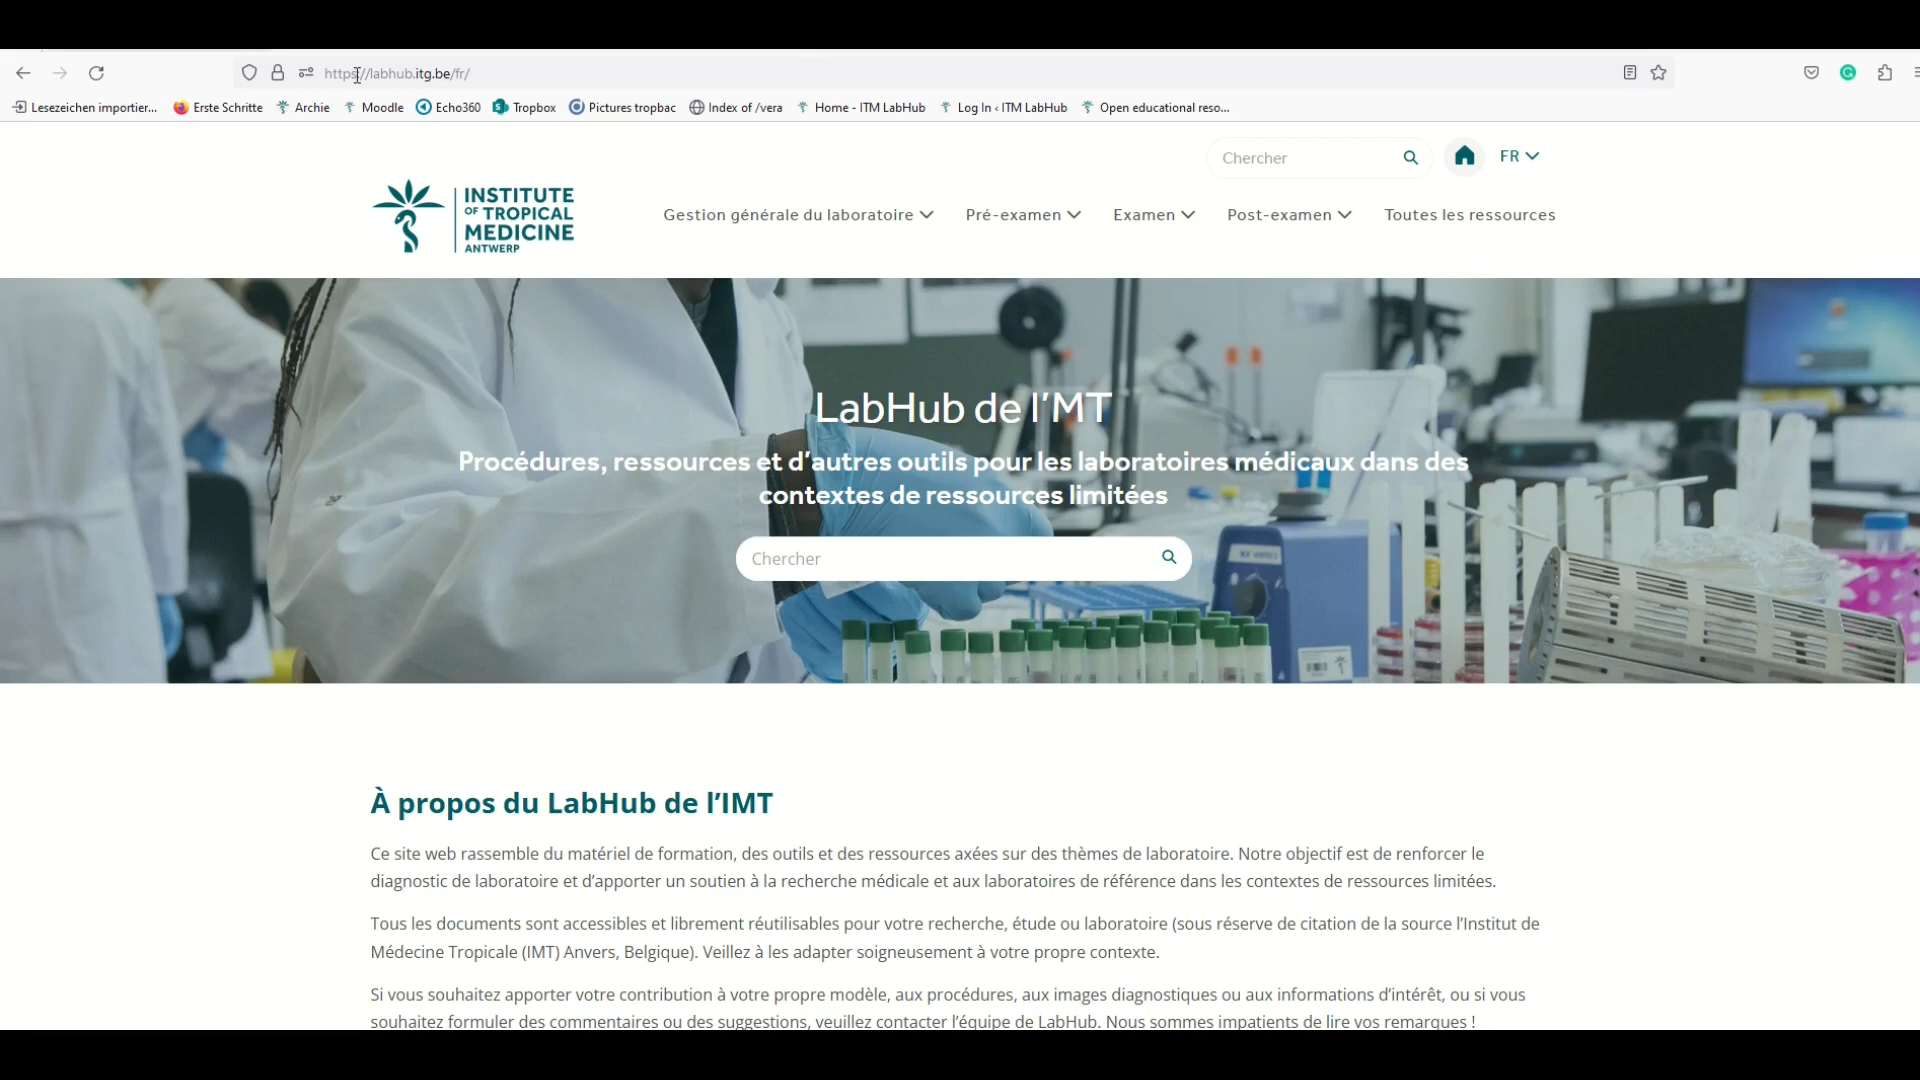 https://labhub.itg.be/fr/
Lesezeichen importier... Erste Schritte Archie Moodle Echo360 Tropbox Pictures tropbac Index of /vera Home - ITM LabHub Log In ‹ ITM LabHub Open educational reso...
Chercher FR
INSTITUTE
OF TROPICAL
MEDICINE
ANTWERP
Gestion générale du laboratoire Pré-examen Examen Post-examen Toutes les ressources
LabHub de l’MT
Procédures, ressources et d’autres outils pour les laboratoires médicaux dans des
contextes de ressources limitées
Chercher
À propos du LabHub de l’IMT
Ce site web rassemble du matériel de formation, des outils et des ressources axées sur des thèmes de laboratoire. Notre objectif est de renforcer le
diagnostic de laboratoire et d’apporter un soutien à la recherche médicale et aux laboratoires de référence dans les contextes de ressources limitées.
Tous les documents sont accessibles et librement réutilisables pour votre recherche, étude ou laboratoire (sous réserve de citation de la source l’Institut de
Médecine Tropicale (IMT) Anvers, Belgique). Veillez à les adapter soigneusement à votre propre contexte.
Si vous souhaitez apporter votre contribution à votre propre modèle, aux procédures, aux images diagnostiques ou aux informations d’intérêt, ou si vous
souhaitez formuler des commentaires ou des suggestions, veuillez contacter l’équipe de LabHub. Nous sommes impatients de lire vos remarques !